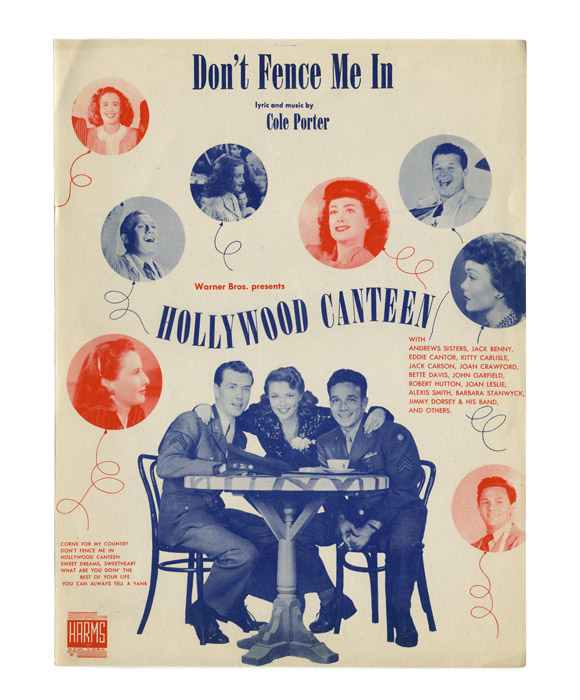 Don't Fence Me In
lyric and music by
Cole Porter
Warner Bros. presents
HOLLYWOOD CANTEEN
WITH
ANDREWS SISTERS, JACK BENNY,
EDDIE CANTOR, KITTY CARLISLE,
JACK CARSON, JOAN CRAWFORD,
BETTE DAVIS, JOHN GARFIELD,
ROBERT HUTTON, JOAN LESLIE,
ALEXIS SMITH, BARBARA STANWYCK,
JIMMY DORSEY & HIS BAND,
AND OTHERS.
CORNS FOR MY COUNTRY
DON'T FENCE ME IN
HOLLYWOOD CANTEEN
SWEET DREAMS, SWEETHEART
WHAT ARE YOU DOIN' THE
REST OF YOUR LIFE
YOU CAN ALWAYS TELL A YANK
HARMS